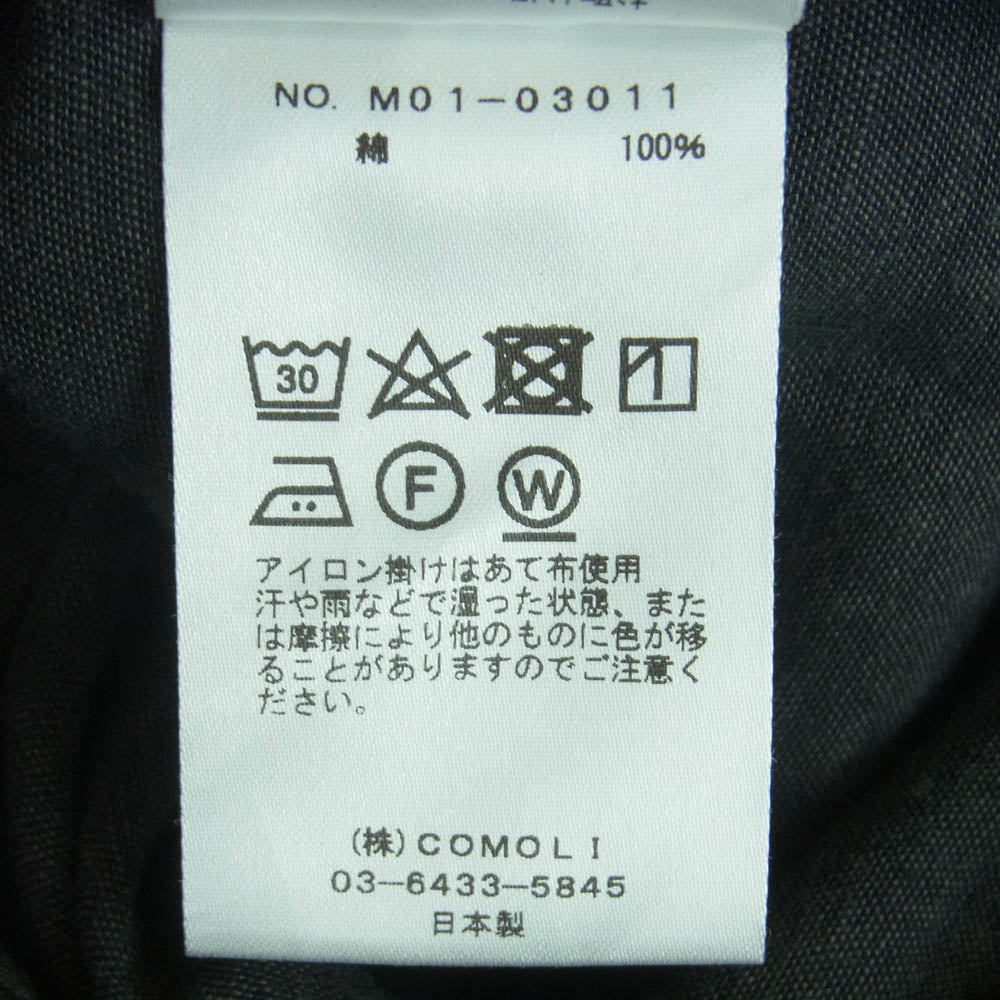 NO. M01-03011
綿 100%
30
F W
アイロン掛けはあて布使用
汗や雨などで湿った状態、また
は摩擦により他のものに色が移
ることがありますのでご注意く
ださい。
(株)COMOLI
03-6433-5845
日本製